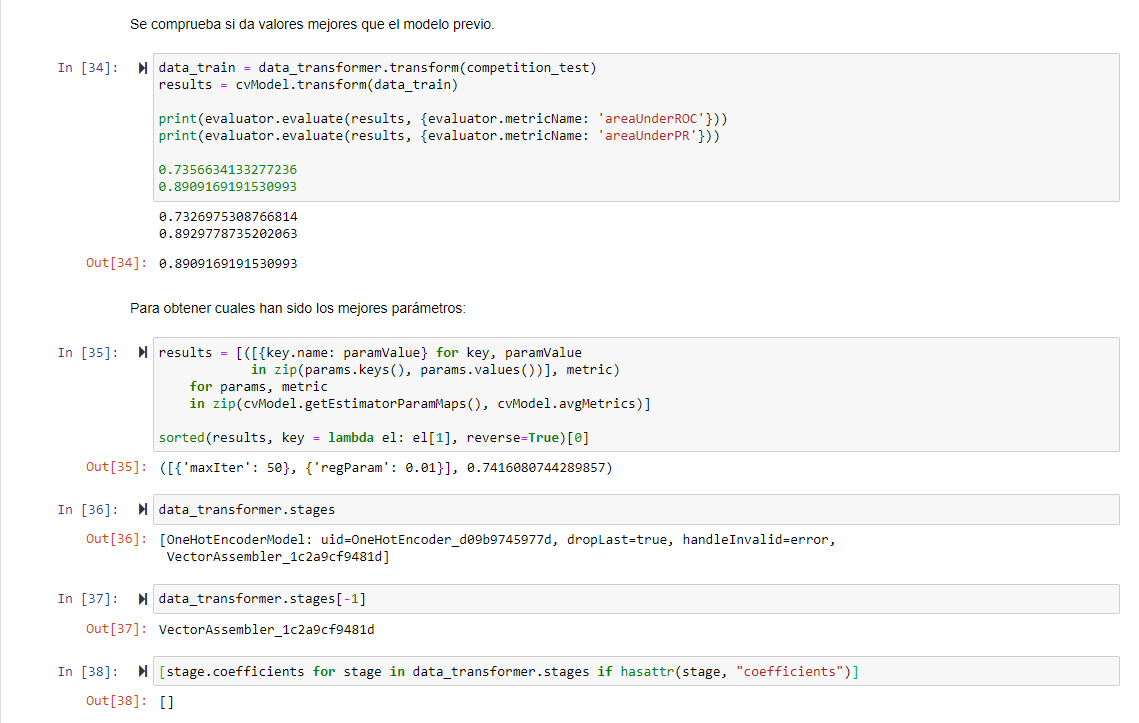 Se comprueba si da valores mejores que el modelo previo.
In [34]:
data_train = data_transformer.transform(competition_test)
results = cvModel.transform(data_train)
print(evaluator.evaluate(results, {evaluator.metricName: 'areaUnderROC'}))
print(evaluator.evaluate(results, {evaluator.metricName: 'areaUnderPR'}))
0.7356634133277236
0.8909169191530993
0.7326975308766814
0.8929778735202063
Out[34]: 0.8909169191530993
Para obtener cuales han sido los mejores parámetros:
In [35]:
results = [([{key.name: paramValue} for key, paramValue
in zip(params.keys(), params.values())], metric)
for params, metric
in zip(cvModel.getEstimatorParamMaps(), cvModel.avgMetrics)]
sorted(results, key = lambda el: el[1], reverse=True)[0]
Out[35]: ([{'maxIter': 50}, {'regParam': 0.01}], 0.7416080744289857)
In [36]: data_transformer.stages
Out[36]: [OneHotEncoderModel: uid=OneHotEncoder_d09b9745977d, dropLast=true, handleInvalid=error,
VectorAssembler_1c2a9cf9481d]
In [37]: data_transformer.stages[-1]
Out[37]: VectorAssembler_1c2a9cf9481d
In [38]: [stage.coefficients for stage in data_transformer.stages if hasattr(stage, "coefficients")]
Out[38]: []